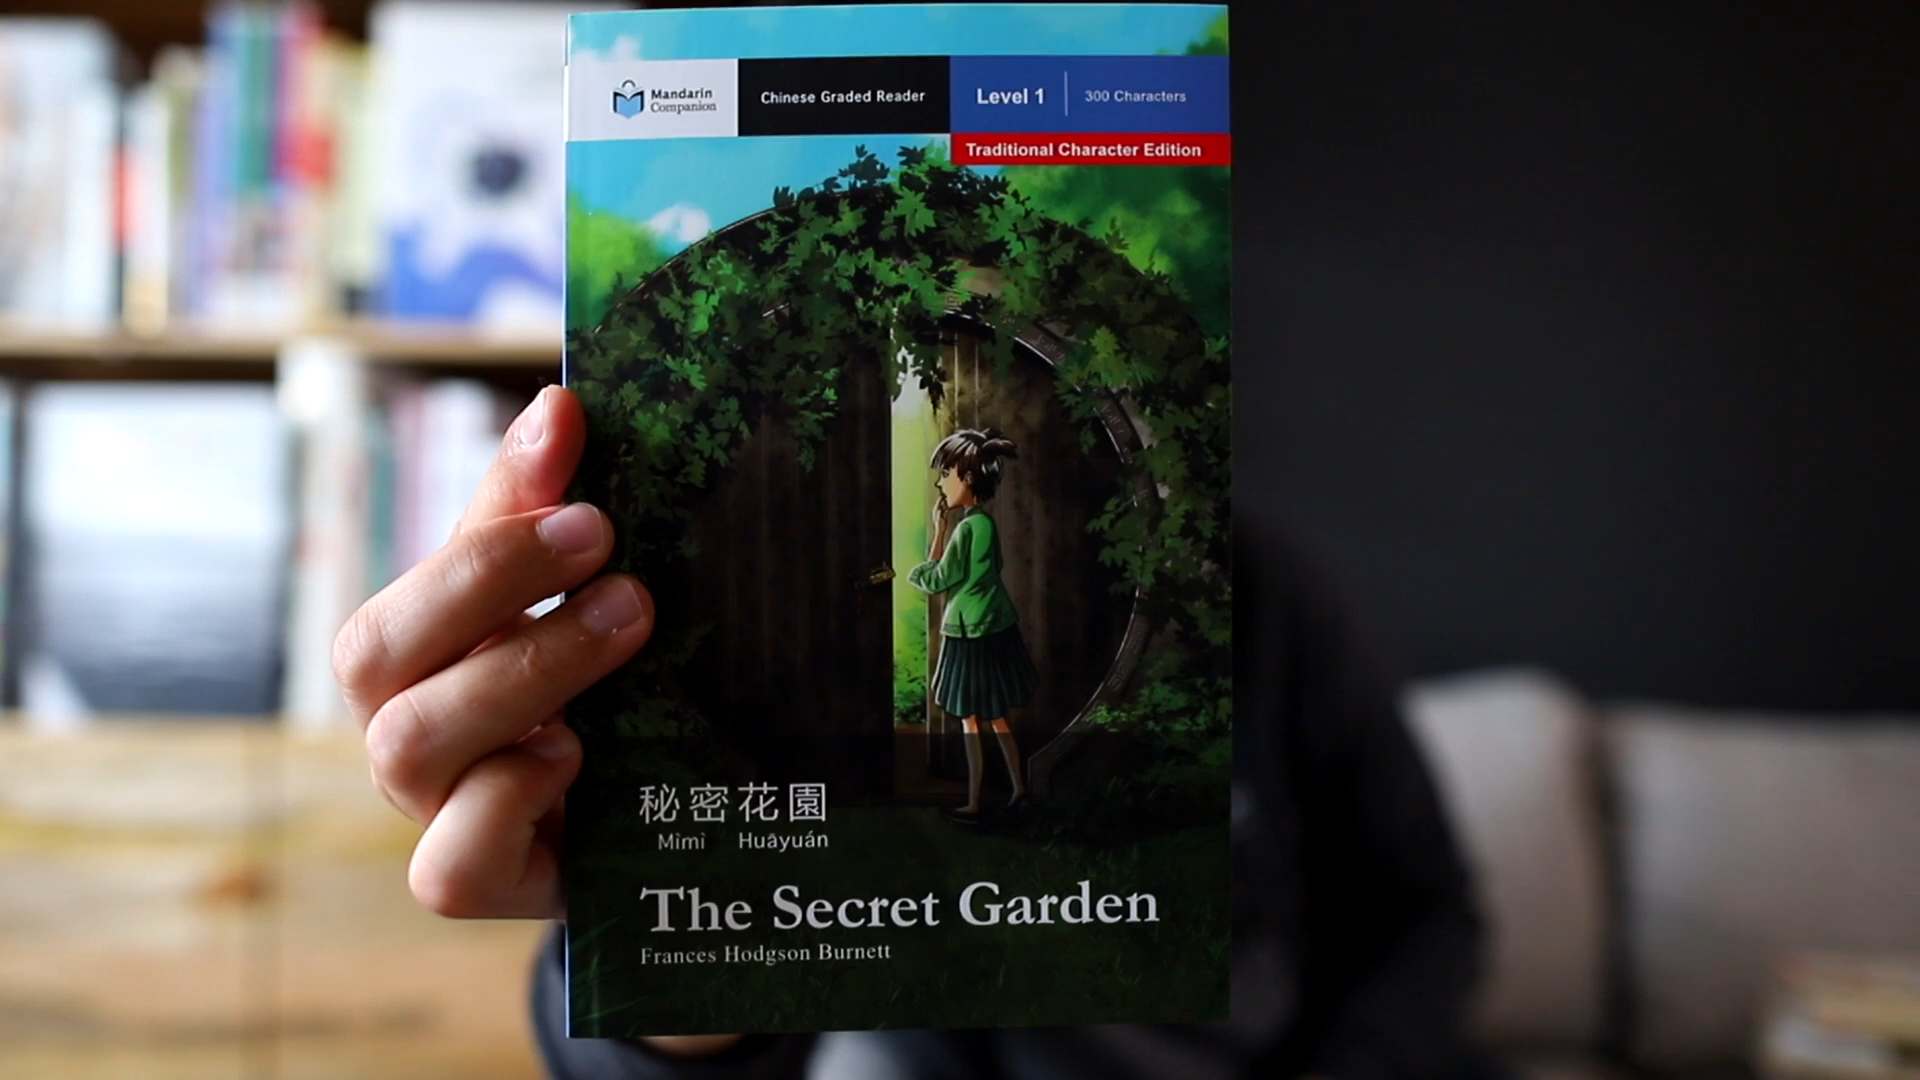 Mandarin
Companion
Chinese Graded Reader
Level 1
300 Characters
Traditional Character Edition
秘密花園
Mìmì Huāyuán
The Secret Garden
Frances Hodgson Burnett